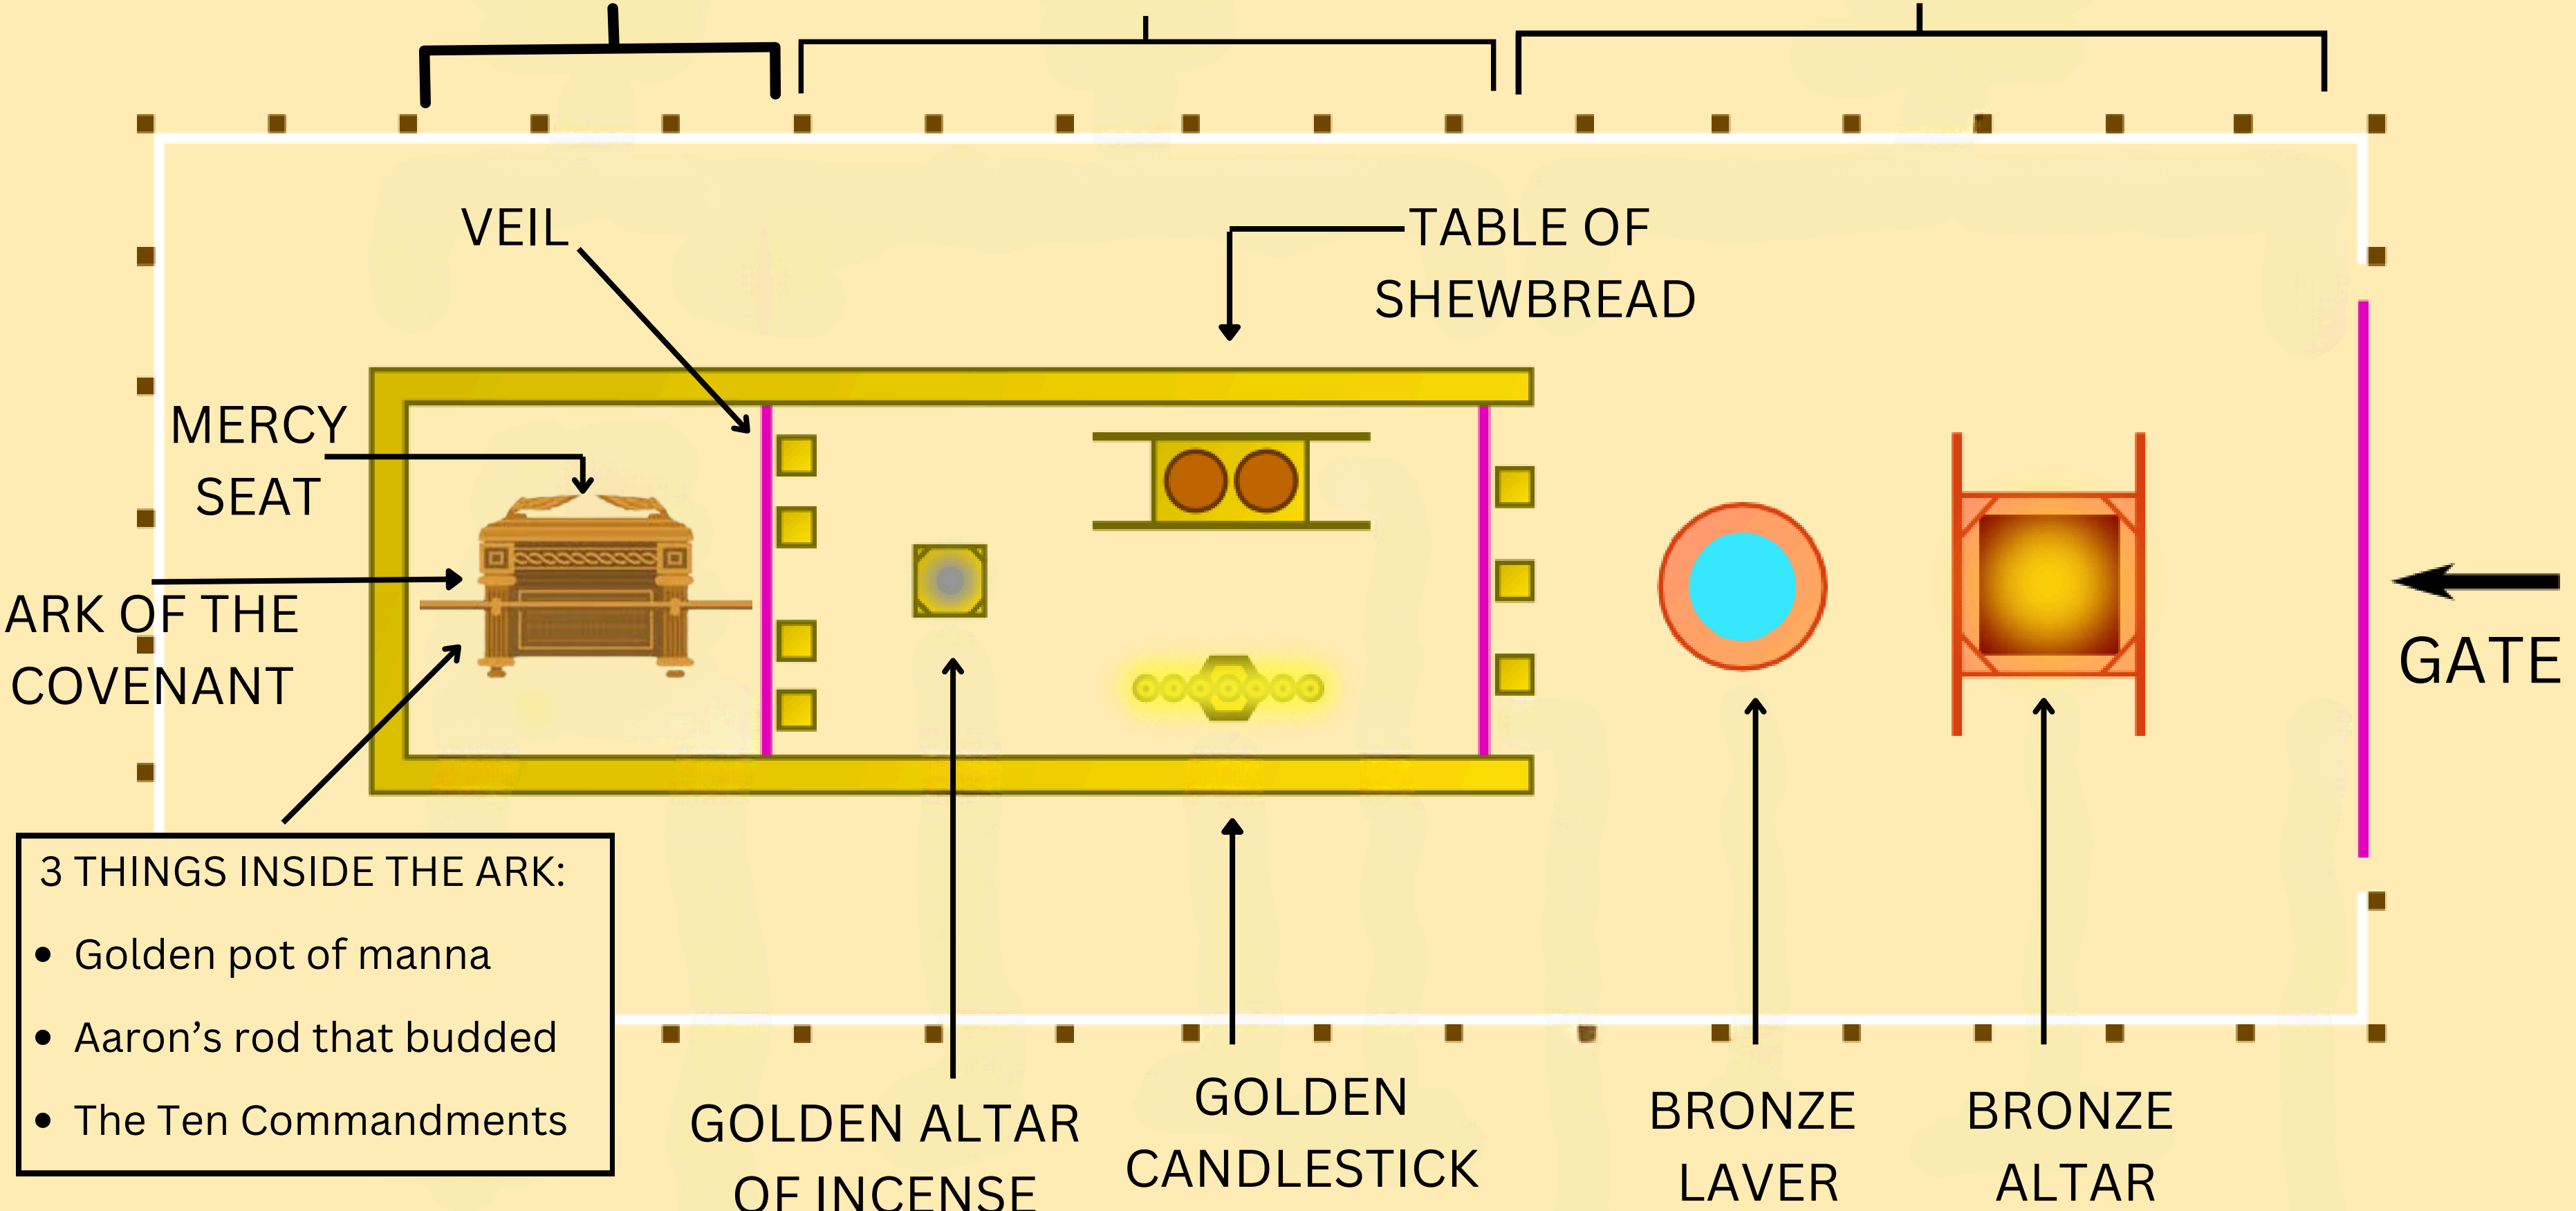 VEIL
TABLE OF
SHEWBREAD
MERCY
SEAT
ARK OF THE
COVENANT
GATE
3 THINGS INSIDE THE ARK:
• Golden pot of manna
• Aaron’s rod that budded
• The Ten Commandments
GOLDEN ALTAR
OF INCENSE
GOLDEN
CANDLESTICK
BRONZE
LAVER
BRONZE
ALTAR